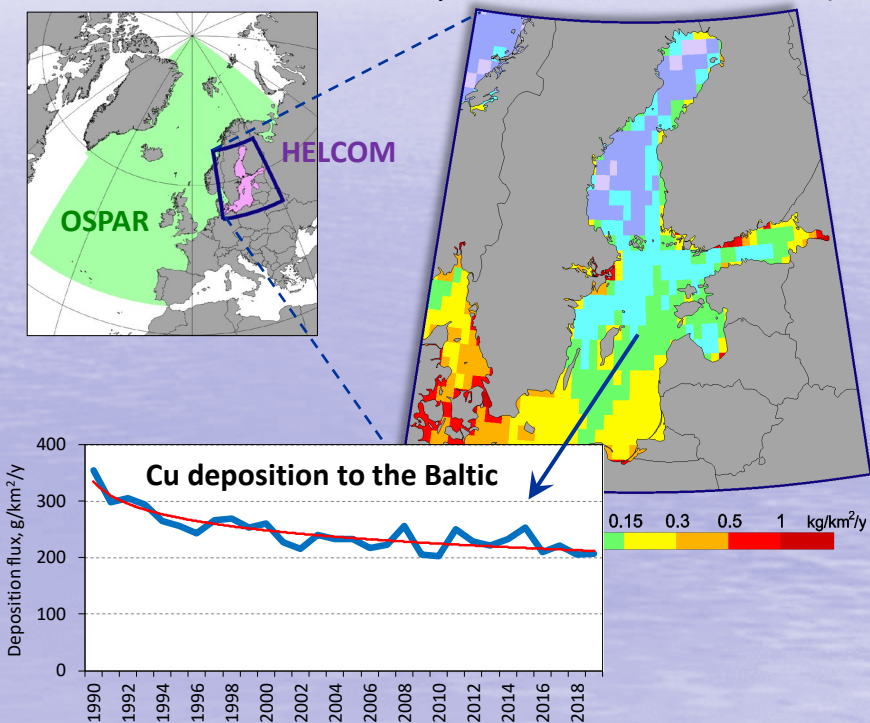 HELCOM
OSPAR
0.15 0.3 0.5 1 kg/km²/y
Cu deposition to the Baltic
Deposition flux, g/km²/y
400
300
200
100
0
1990 1992 1994 1996 1998 2000 2002 2004 2006 2008 2010 2012 2014 2016 2018